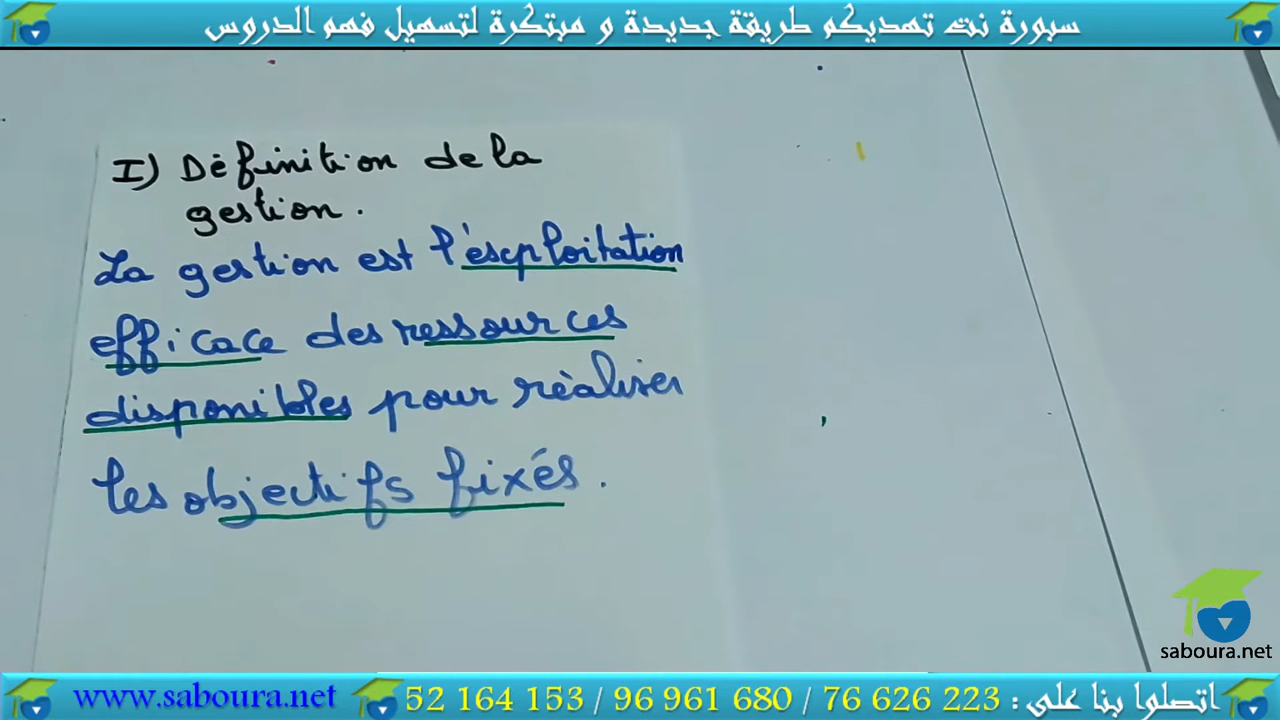 سبورة نت تهديكم طريقة جديدة و مبتكرة لتسهيل فهم الدروس
I) Définition de la
gestion.
La gestion est l'éxploitation
efficace des ressources
disponibles pour réaliser
les objectifs fixés.
saboura.net
www.saboura.net 52 164 153 / 96 961 680 / 76 626 223 : اتصلوا بنا على